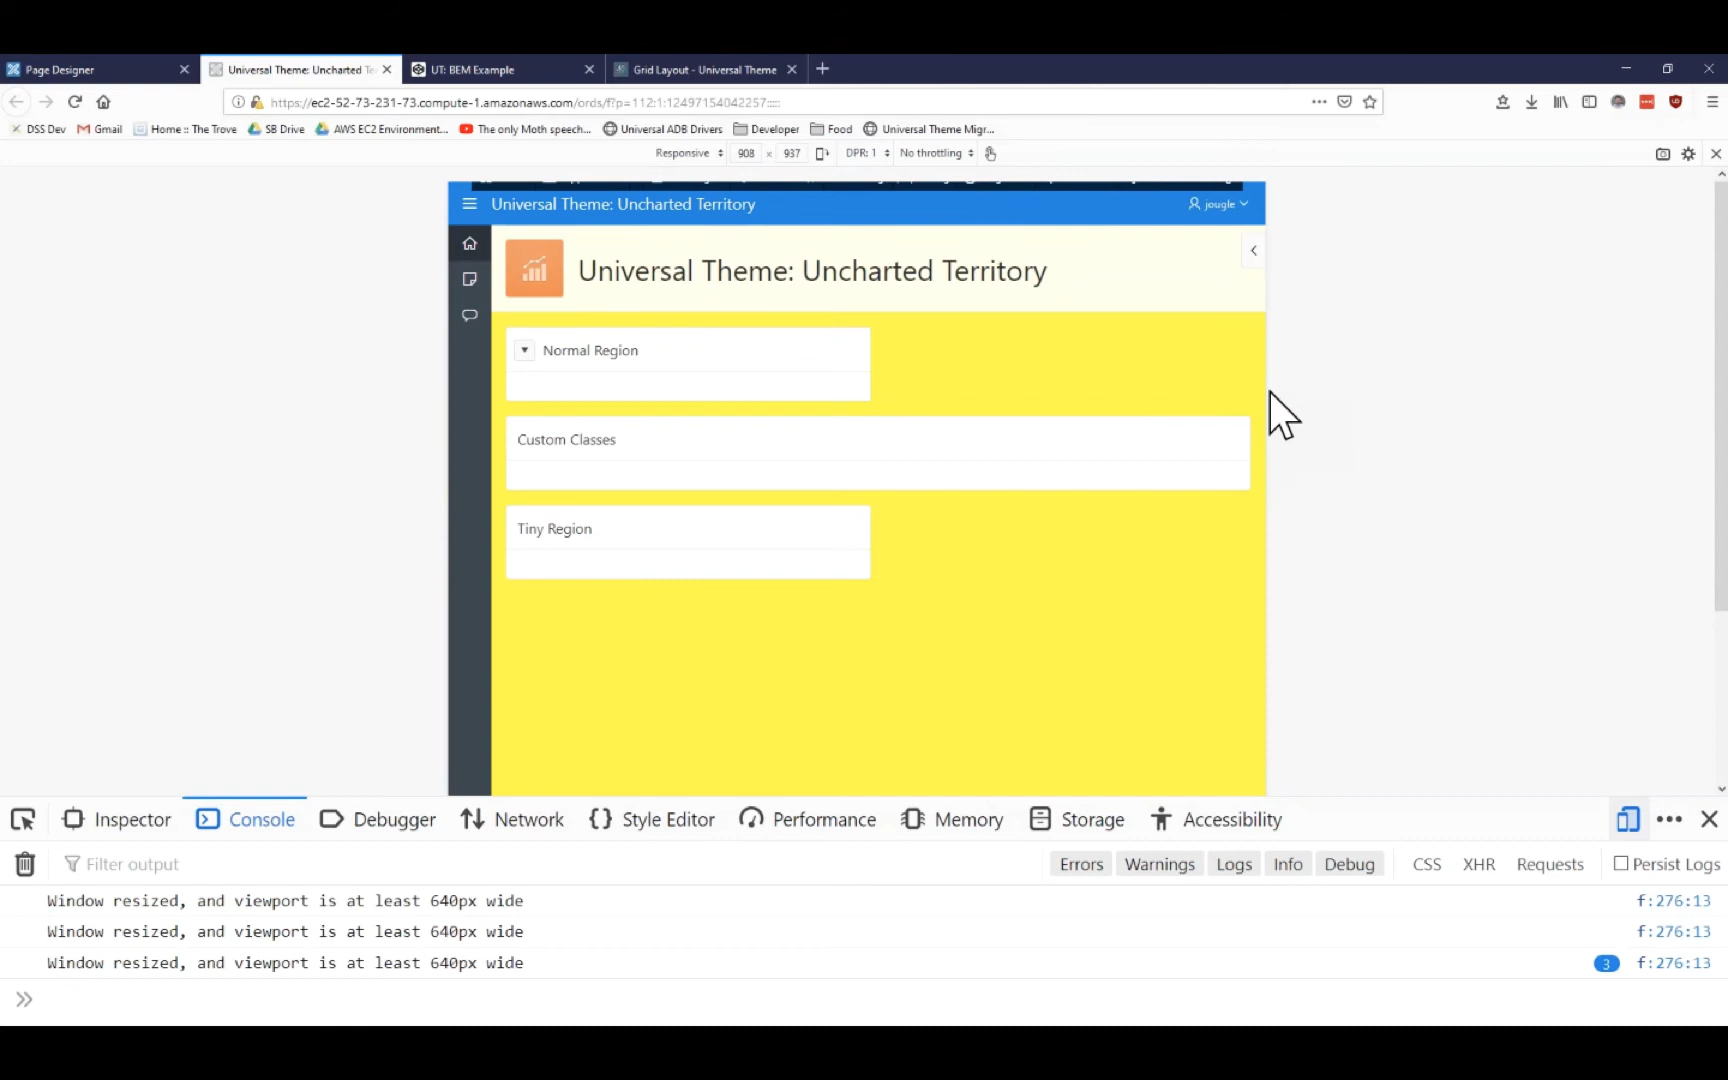 Page Designer
Universal Theme: Uncharted Te
UT: BEM Example
Grid Layout - Universal Theme
https://ec2-52-73-231-73.compute-1.amazonaws.com/ords/f?p=112:1:12497154042257:::::
DSS Dev
Gmail
Home :: The Trove
SB Drive
AWS EC2 Environment...
The only Moth speech...
Universal ADB Drivers
Developer
Food
Universal Theme Migr...
Responsive
908 x 937
DPR: 1
No throttling
Universal Theme: Uncharted Territory
jougle
Universal Theme: Uncharted Territory
Normal Region
Custom Classes
Tiny Region
Inspector
Console
Debugger
Network
Style Editor
Performance
Memory
Storage
Accessibility
Filter output
Errors
Warnings
Logs
Info
Debug
CSS
XHR
Requests
Persist Logs
Window resized, and viewport is at least 640px wide
f:276:13
Window resized, and viewport is at least 640px wide
f:276:13
Window resized, and viewport is at least 640px wide
3
f:276:13